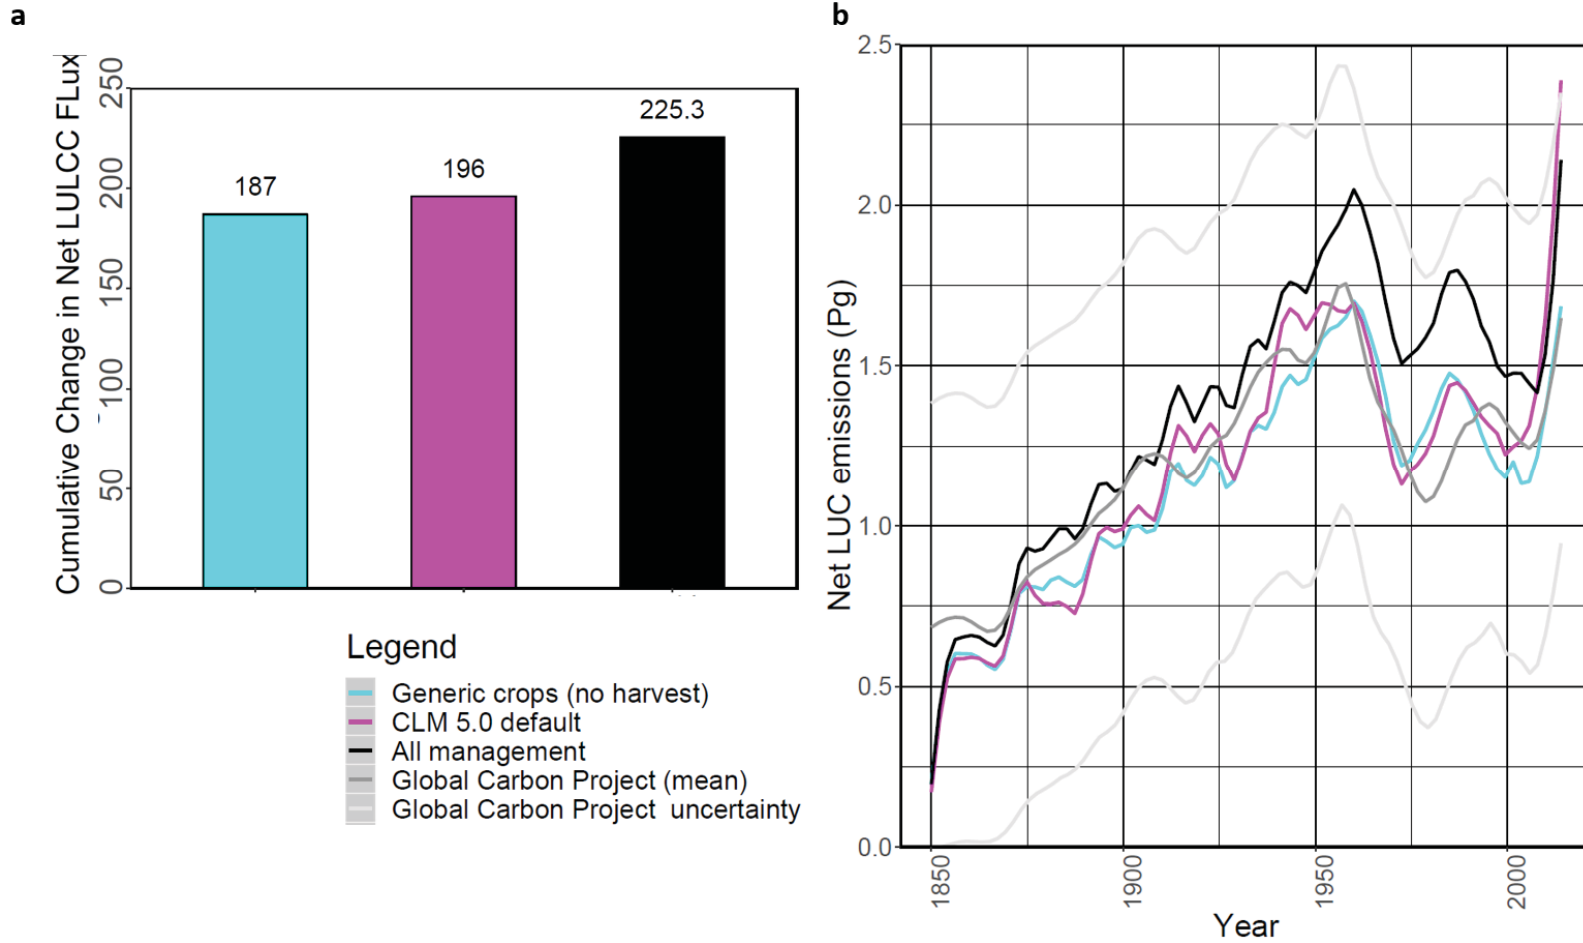 a
Cumulative Change in Net LULCC FLux
250
200
150
100
50
0
187
196
225.3
Legend
Generic crops (no harvest)
CLM 5.0 default
All management
Global Carbon Project (mean)
Global Carbon Project uncertainty
b
Net LUC emissions (Pg)
2.5
2.0
1.5
1.0
0.5
0.0
1850
1900
1950
2000
Year